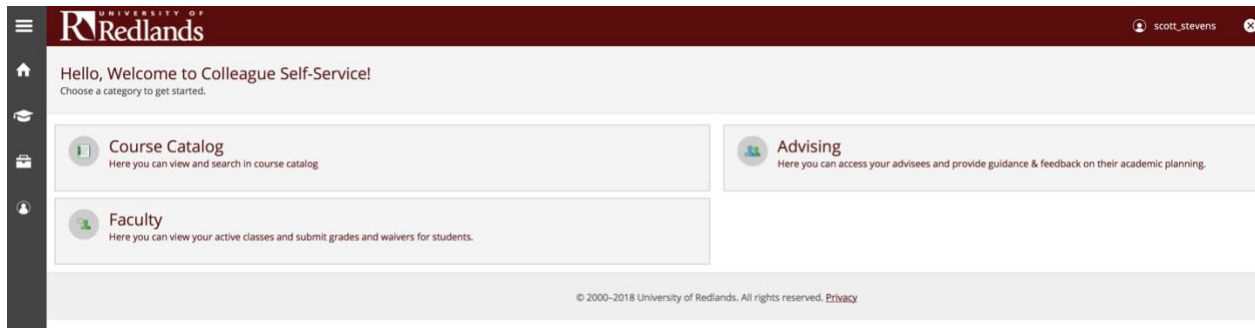 UNIVERSITY OF
Redlands
scott_stevens
Hello, Welcome to Colleague Self-Service!
Choose a category to get started.
Course Catalog
Here you can view and search in course catalog
Advising
Here you can access your advisees and provide guidance & feedback on their academic planning.
Faculty
Here you can view your active classes and submit grades and waivers for students.
© 2000–2018 University of Redlands. All rights reserved. Privacy